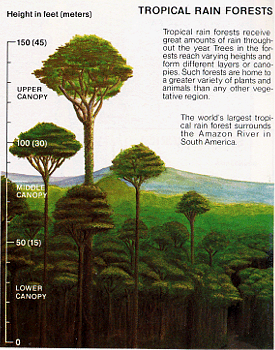 Height in feet (meters)
TROPICAL RAIN FORESTS
150 (45)
Tropical rain forests receive
great amounts of rain through-
out the year Trees in the for-
ests reach varying heights and
form different layers or cano-
pies. Such forests are home to
a greater variety of plants and
animals than any other vege-
tative region.
The world's largest tropi-
cal rain forest surrounds
the Amazon River in
South America.
UPPER
CANOPY
100 (30)
MIDDLE
CANOPY
50 (15)
LOWER
CANOPY
0